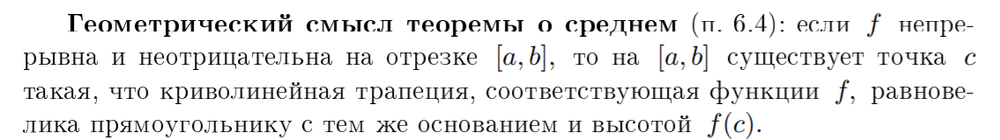 Геометрический смысл теоремы о среднем (п. 6.4): если f непре-
рывна и неотрицательна на отрезке [a, b], то на [a, b] существует точка c
такая, что криволинейная трапеция, соответствующая функции f, равнове-
лика прямоугольнику с тем же основанием и высотой f(c).